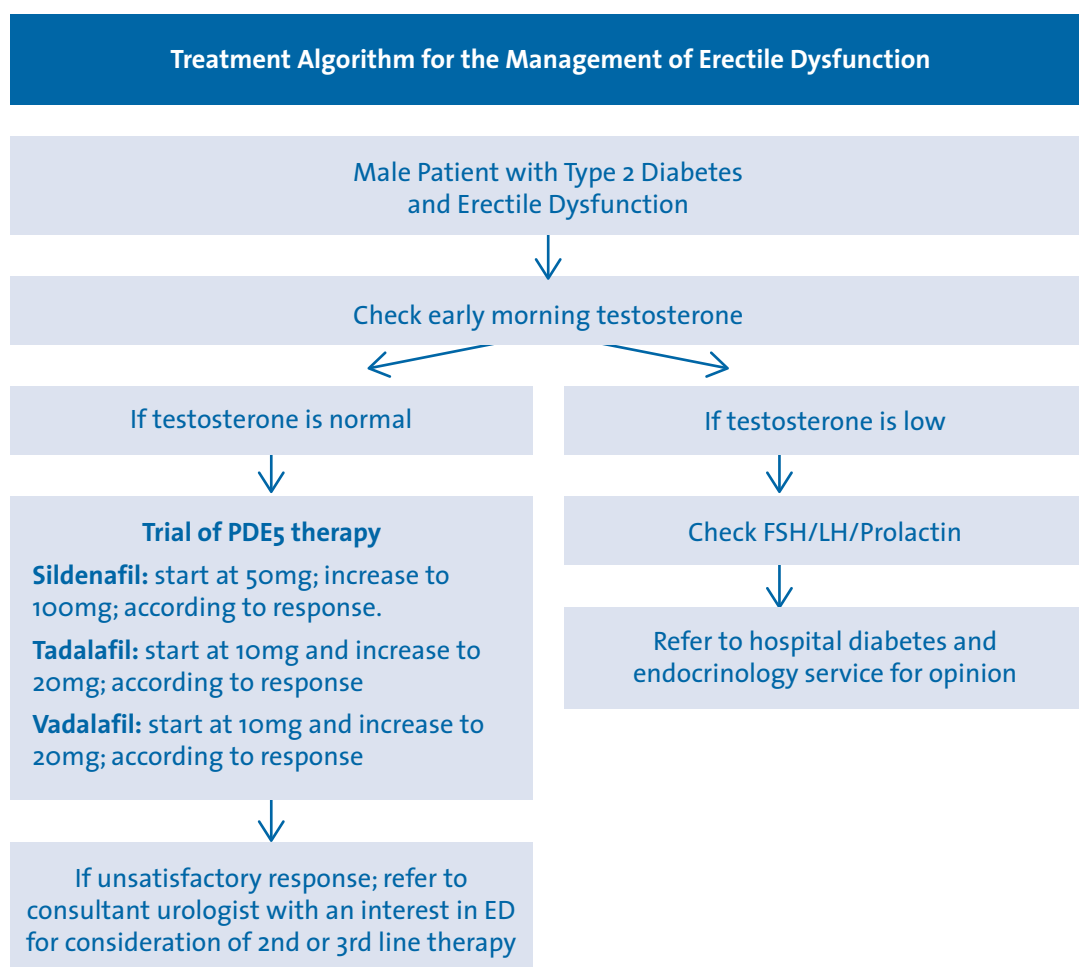 Treatment Algorithm for the Management of Erectile Dysfunction
Male Patient with Type 2 Diabetes
and Erectile Dysfunction
Check early morning testosterone
If testosterone is normal
Trial of PDE5 therapy
Sildenafil: start at 50mg; increase to
100mg; according to response.
Tadalafil: start at 10mg and increase to
20mg; according to response
Vadalafil: start at 10mg and increase to
20mg; according to response
If unsatisfactory response; refer to
consultant urologist with an interest in ED
for consideration of 2nd or 3rd line therapy
If testosterone is low
Check FSH/LH/Prolactin
Refer to hospital diabetes and
endocrinology service for opinion